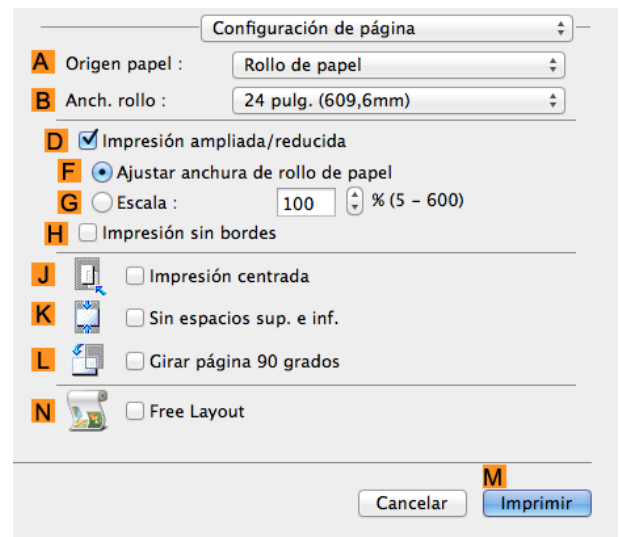 Configuración de página
A Origen papel : Rollo de papel
B Anch. rollo : 24 pulg. (609,6mm)
D Impresión ampliada/reducida
F Ajustar anchura de rollo de papel
G Escala : 100 % (5 – 600)
H Impresión sin bordes
J Impresión centrada
K Sin espacios sup. e inf.
L Girar página 90 grados
N Free Layout
M
Cancelar Imprimir